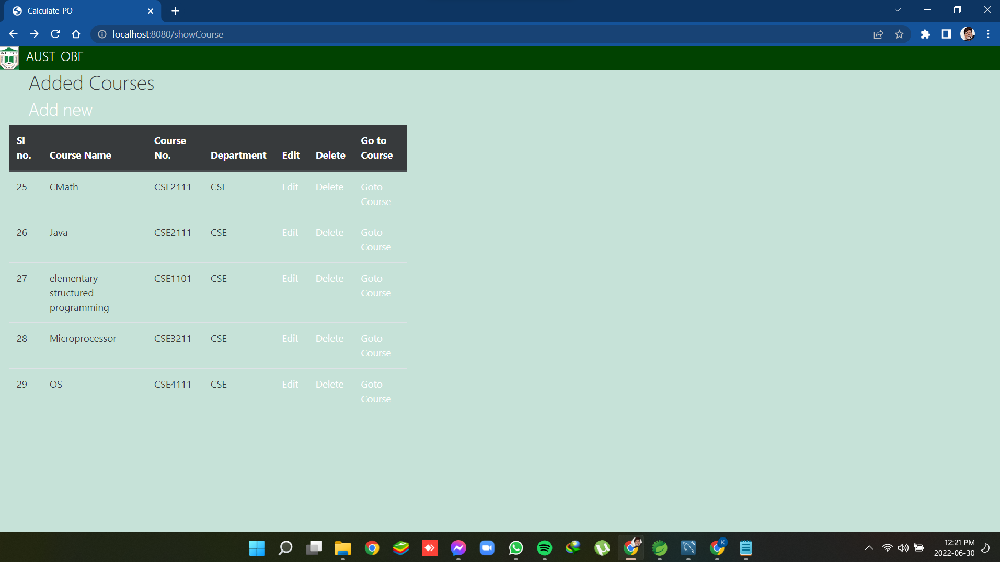 Calculate-PO
localhost:8080/showCourse
AUST
AUST-OBE
Added Courses
Add new
Sl no. Course Name Course No. Department Edit Delete Go to Course
25 CMath CSE2111 CSE Edit Delete Goto Course
26 Java CSE2111 CSE Edit Delete Goto Course
27 elementary structured programming CSE1101 CSE Edit Delete Goto Course
28 Microprocessor CSE3211 CSE Edit Delete Goto Course
29 OS CSE4111 CSE Edit Delete Goto Course
K
12:21 PM
2022-06-30